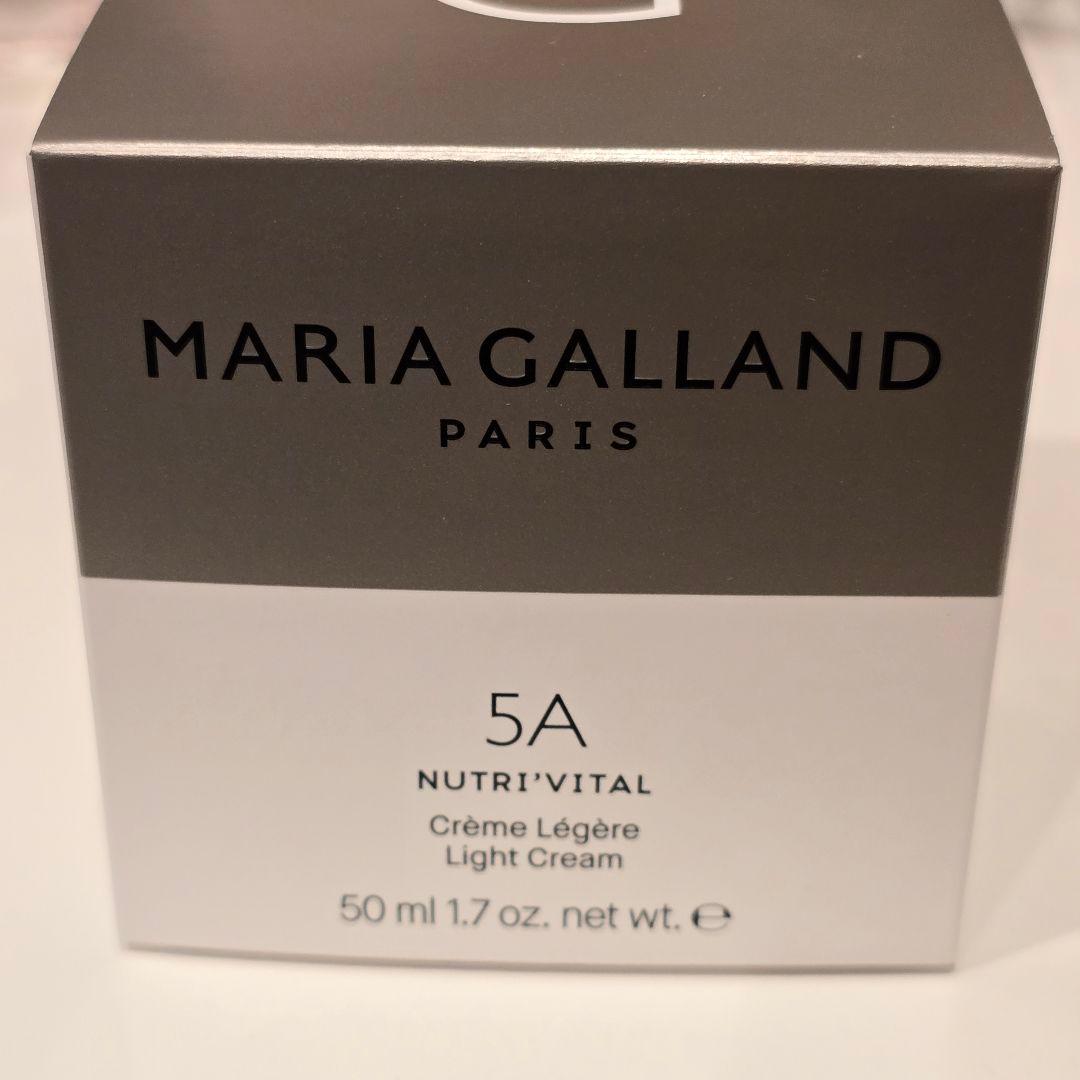 MARIA GALLAND
PARIS
5A
NUTRI'VITAL
Crème Légère
Light Cream
50 ml 1.7 oz. net wt. ℮